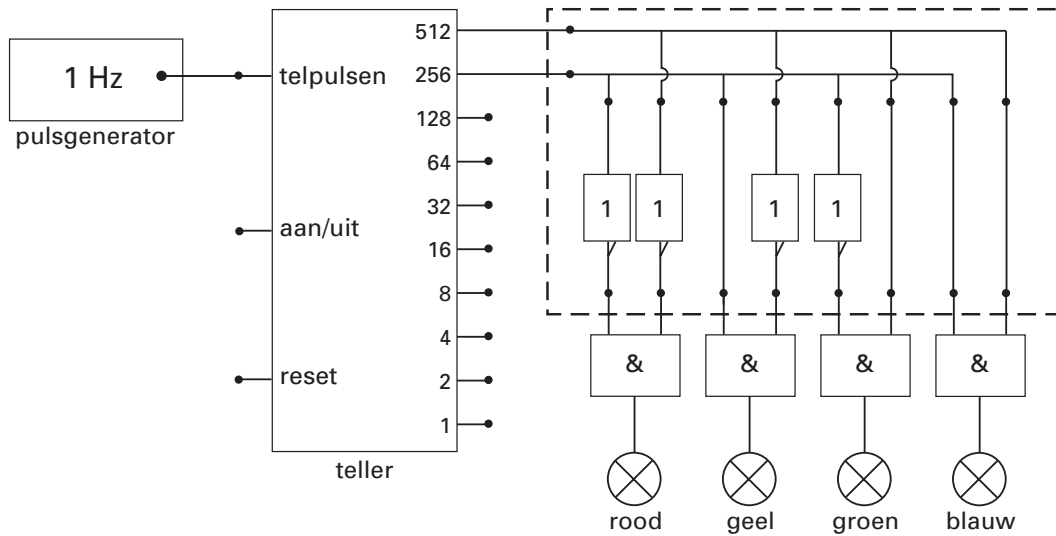 1 Hz
pulsgenerator
telpulsen
aan/uit
reset
512
256
128
64
32
16
8
4
2
1
teller
1 1 1 1
& & & &
rood geel groen blauw